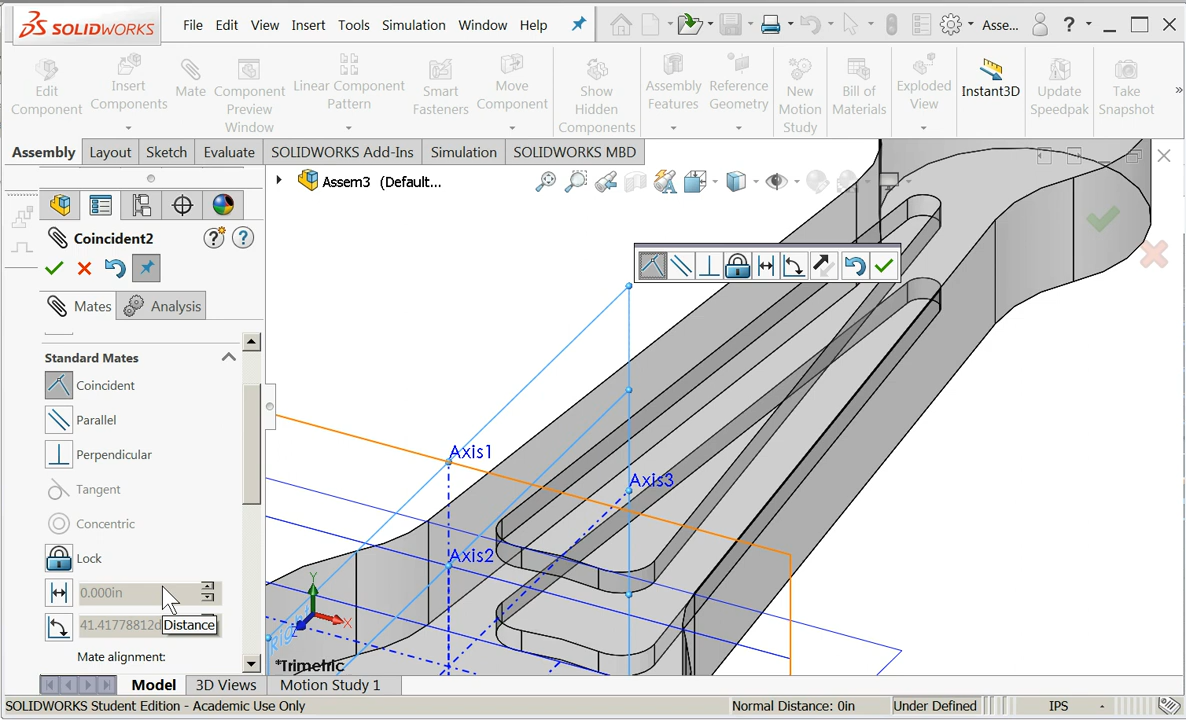 SOLIDWORKS File Edit View Insert Tools Simulation Window Help Asse... ?
Edit Component
Insert Components
Mate
Component Preview Window
Linear Component Pattern
Smart Fasteners
Move Component
Show Hidden Components
Assembly Features
Reference Geometry
New Motion Study
Bill of Materials
Exploded View
Instant3D
Update Speedpak
Take Snapshot
»
Assembly Layout Sketch Evaluate SOLIDWORKS Add-Ins Simulation SOLIDWORKS MBD
Assem3 (Default...
Coincident2
Mates Analysis
Standard Mates
Coincident
Parallel
Perpendicular
Tangent
Concentric
Lock
0.000in
41.41778812d
Distance
Mate alignment:
Axis1
Axis3
Axis2
Right
Y
X
Z
*Trimetric
Model 3D Views Motion Study 1
SOLIDWORKS Student Edition - Academic Use Only Normal Distance: 0in Under Defined IPS